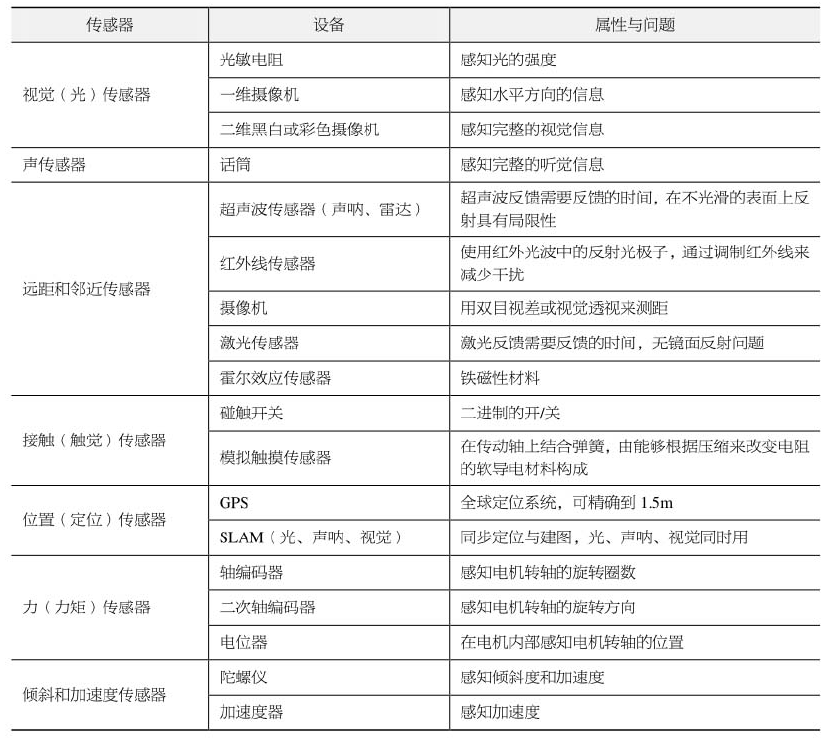 传感器 设备 属性与问题
视觉（光）传感器 光敏电阻 感知光的强度
一维摄像机 感知水平方向的信息
二维黑白或彩色摄像机 感知完整的视觉信息
声传感器 话筒 感知完整的听觉信息
远距和邻近传感器 超声波传感器（声呐、雷达） 超声波反馈需要反馈的时间，在不光滑的表面上反
射具有局限性
红外线传感器 使用红外光波中的反射光极子，通过调制红外线来
减少干扰
摄像机 用双目视差或视觉透视来测距
激光传感器 激光反馈需要反馈的时间，无镜面反射问题
霍尔效应传感器 铁磁性材料
接触（触觉）传感器 碰触开关 二进制的开/关
模拟触摸传感器 在传动轴上结合弹簧，由能够根据压缩来改变电阻
的软导电材料构成
位置（定位）传感器 GPS 全球定位系统，可精确到 1.5m
SLAM（光、声呐、视觉） 同步定位与建图，光、声呐、视觉同时用
力（力矩）传感器 轴编码器 感知电机转轴的旋转圈数
二次轴编码器 感知电机转轴的旋转方向
电位器 在电机内部感知电机转轴的位置
倾斜和加速度传感器 陀螺仪 感知倾斜度和加速度
加速度器 感知加速度